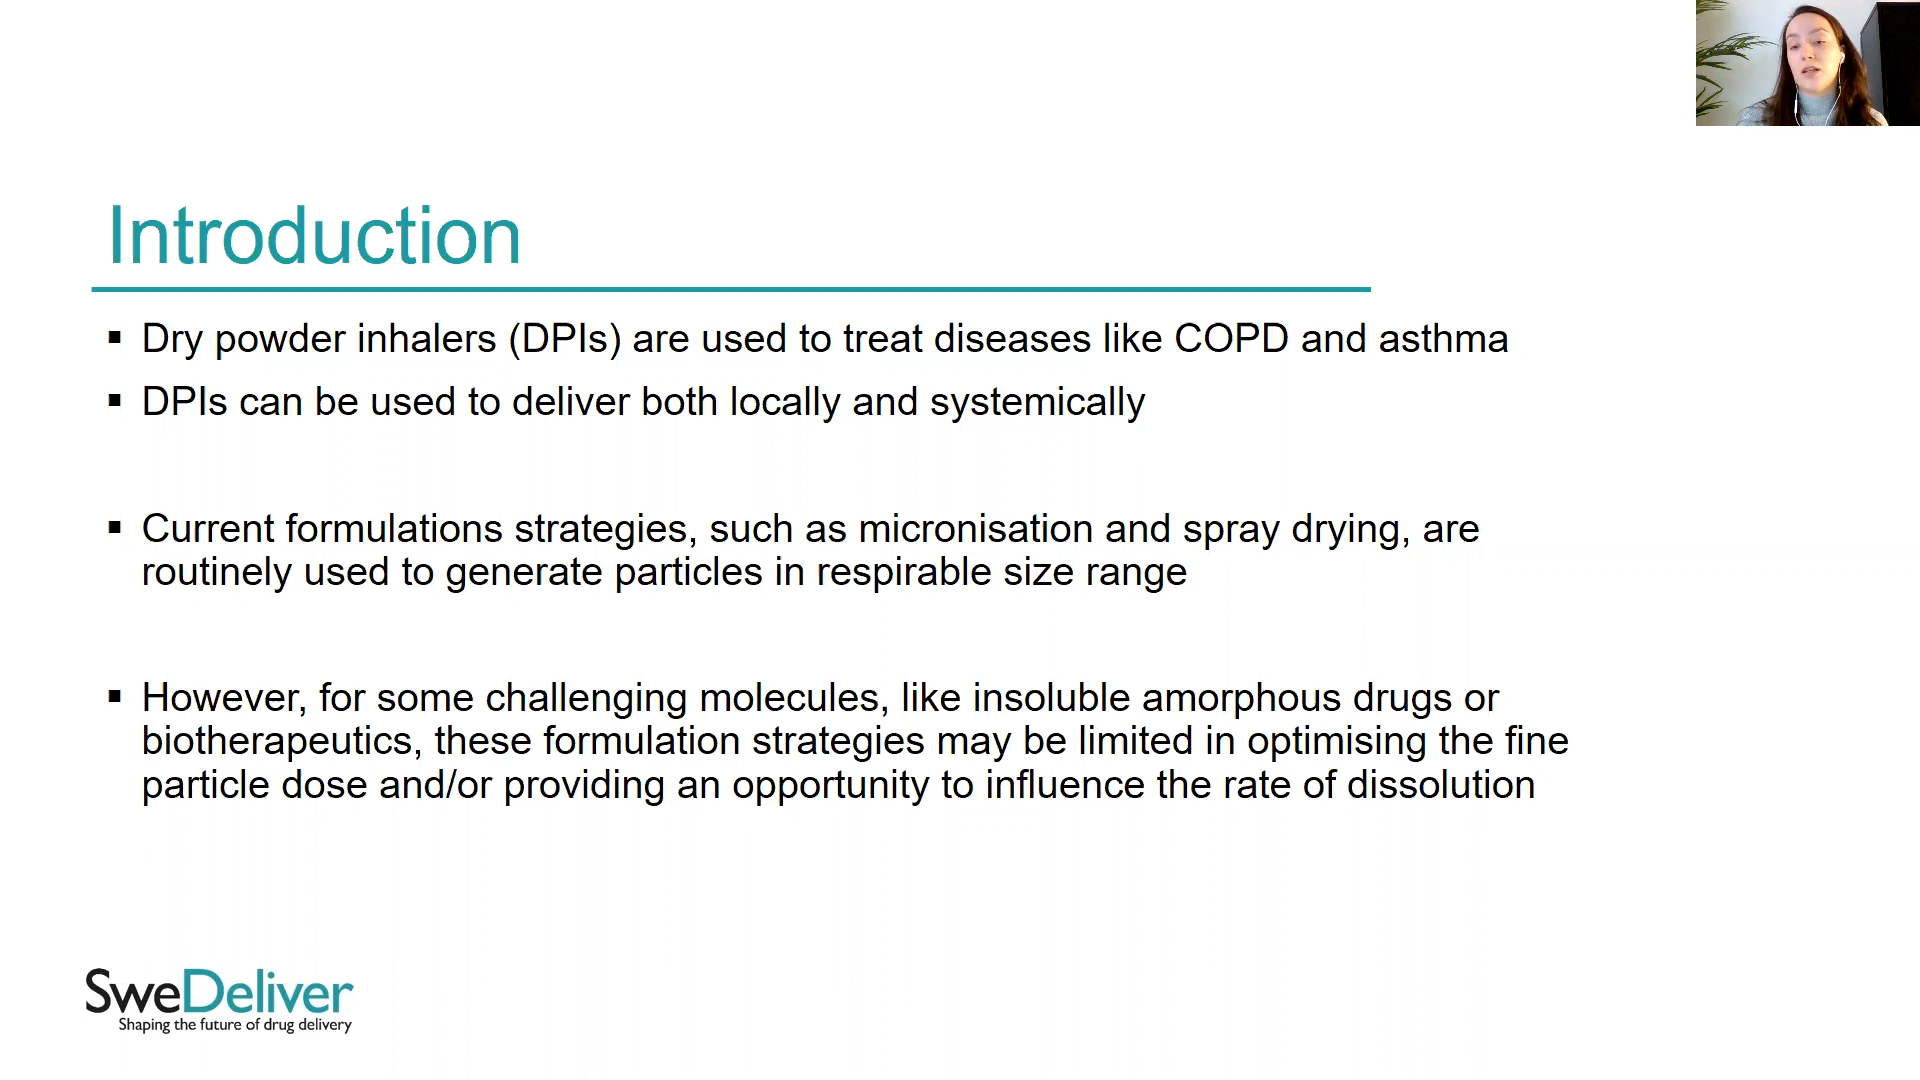 Introduction
▪ Dry powder inhalers (DPIs) are used to treat diseases like COPD and asthma
▪ DPIs can be used to deliver both locally and systemically
▪ Current formulations strategies, such as micronisation and spray drying, are
routinely used to generate particles in respirable size range
▪ However, for some challenging molecules, like insoluble amorphous drugs or
biotherapeutics, these formulation strategies may be limited in optimising the fine
particle dose and/or providing an opportunity to influence the rate of dissolution
SweDeliver
Shaping the future of drug delivery